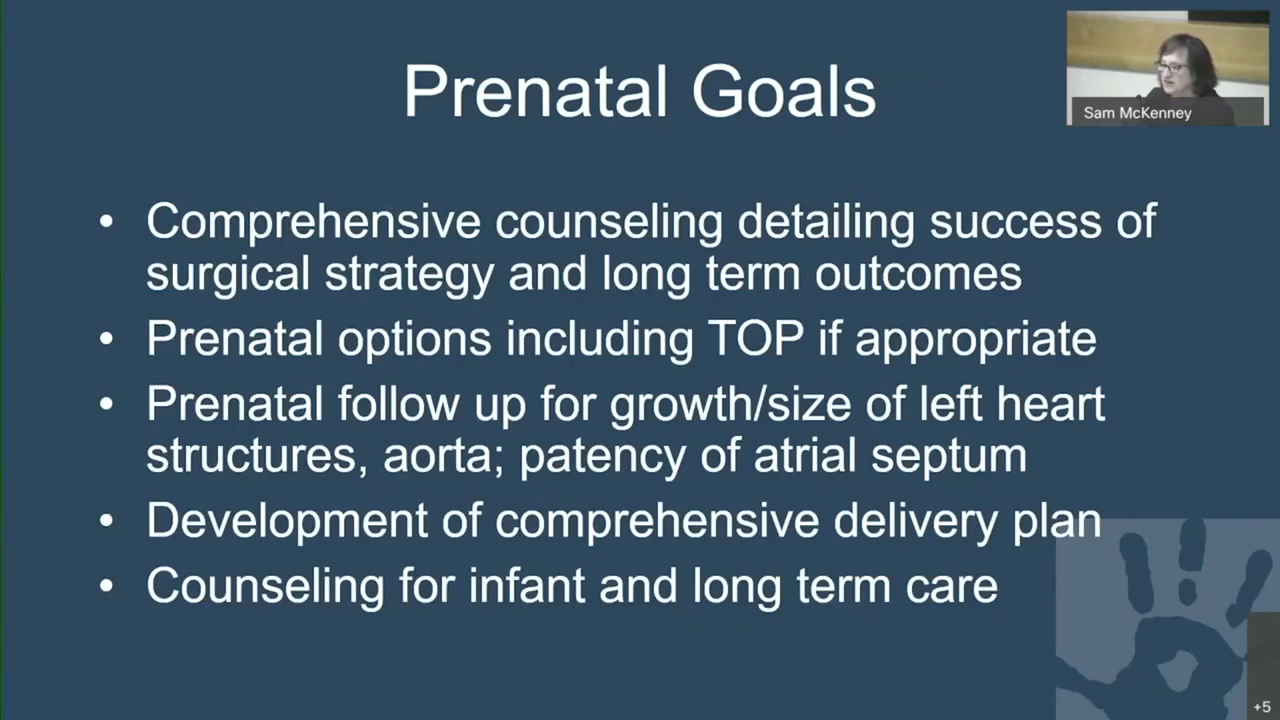 Prenatal Goals
Sam McKenney
• Comprehensive counseling detailing success of
surgical strategy and long term outcomes
• Prenatal options including TOP if appropriate
• Prenatal follow up for growth/size of left heart
structures, aorta; patency of atrial septum
• Development of comprehensive delivery plan
• Counseling for infant and long term care
+5